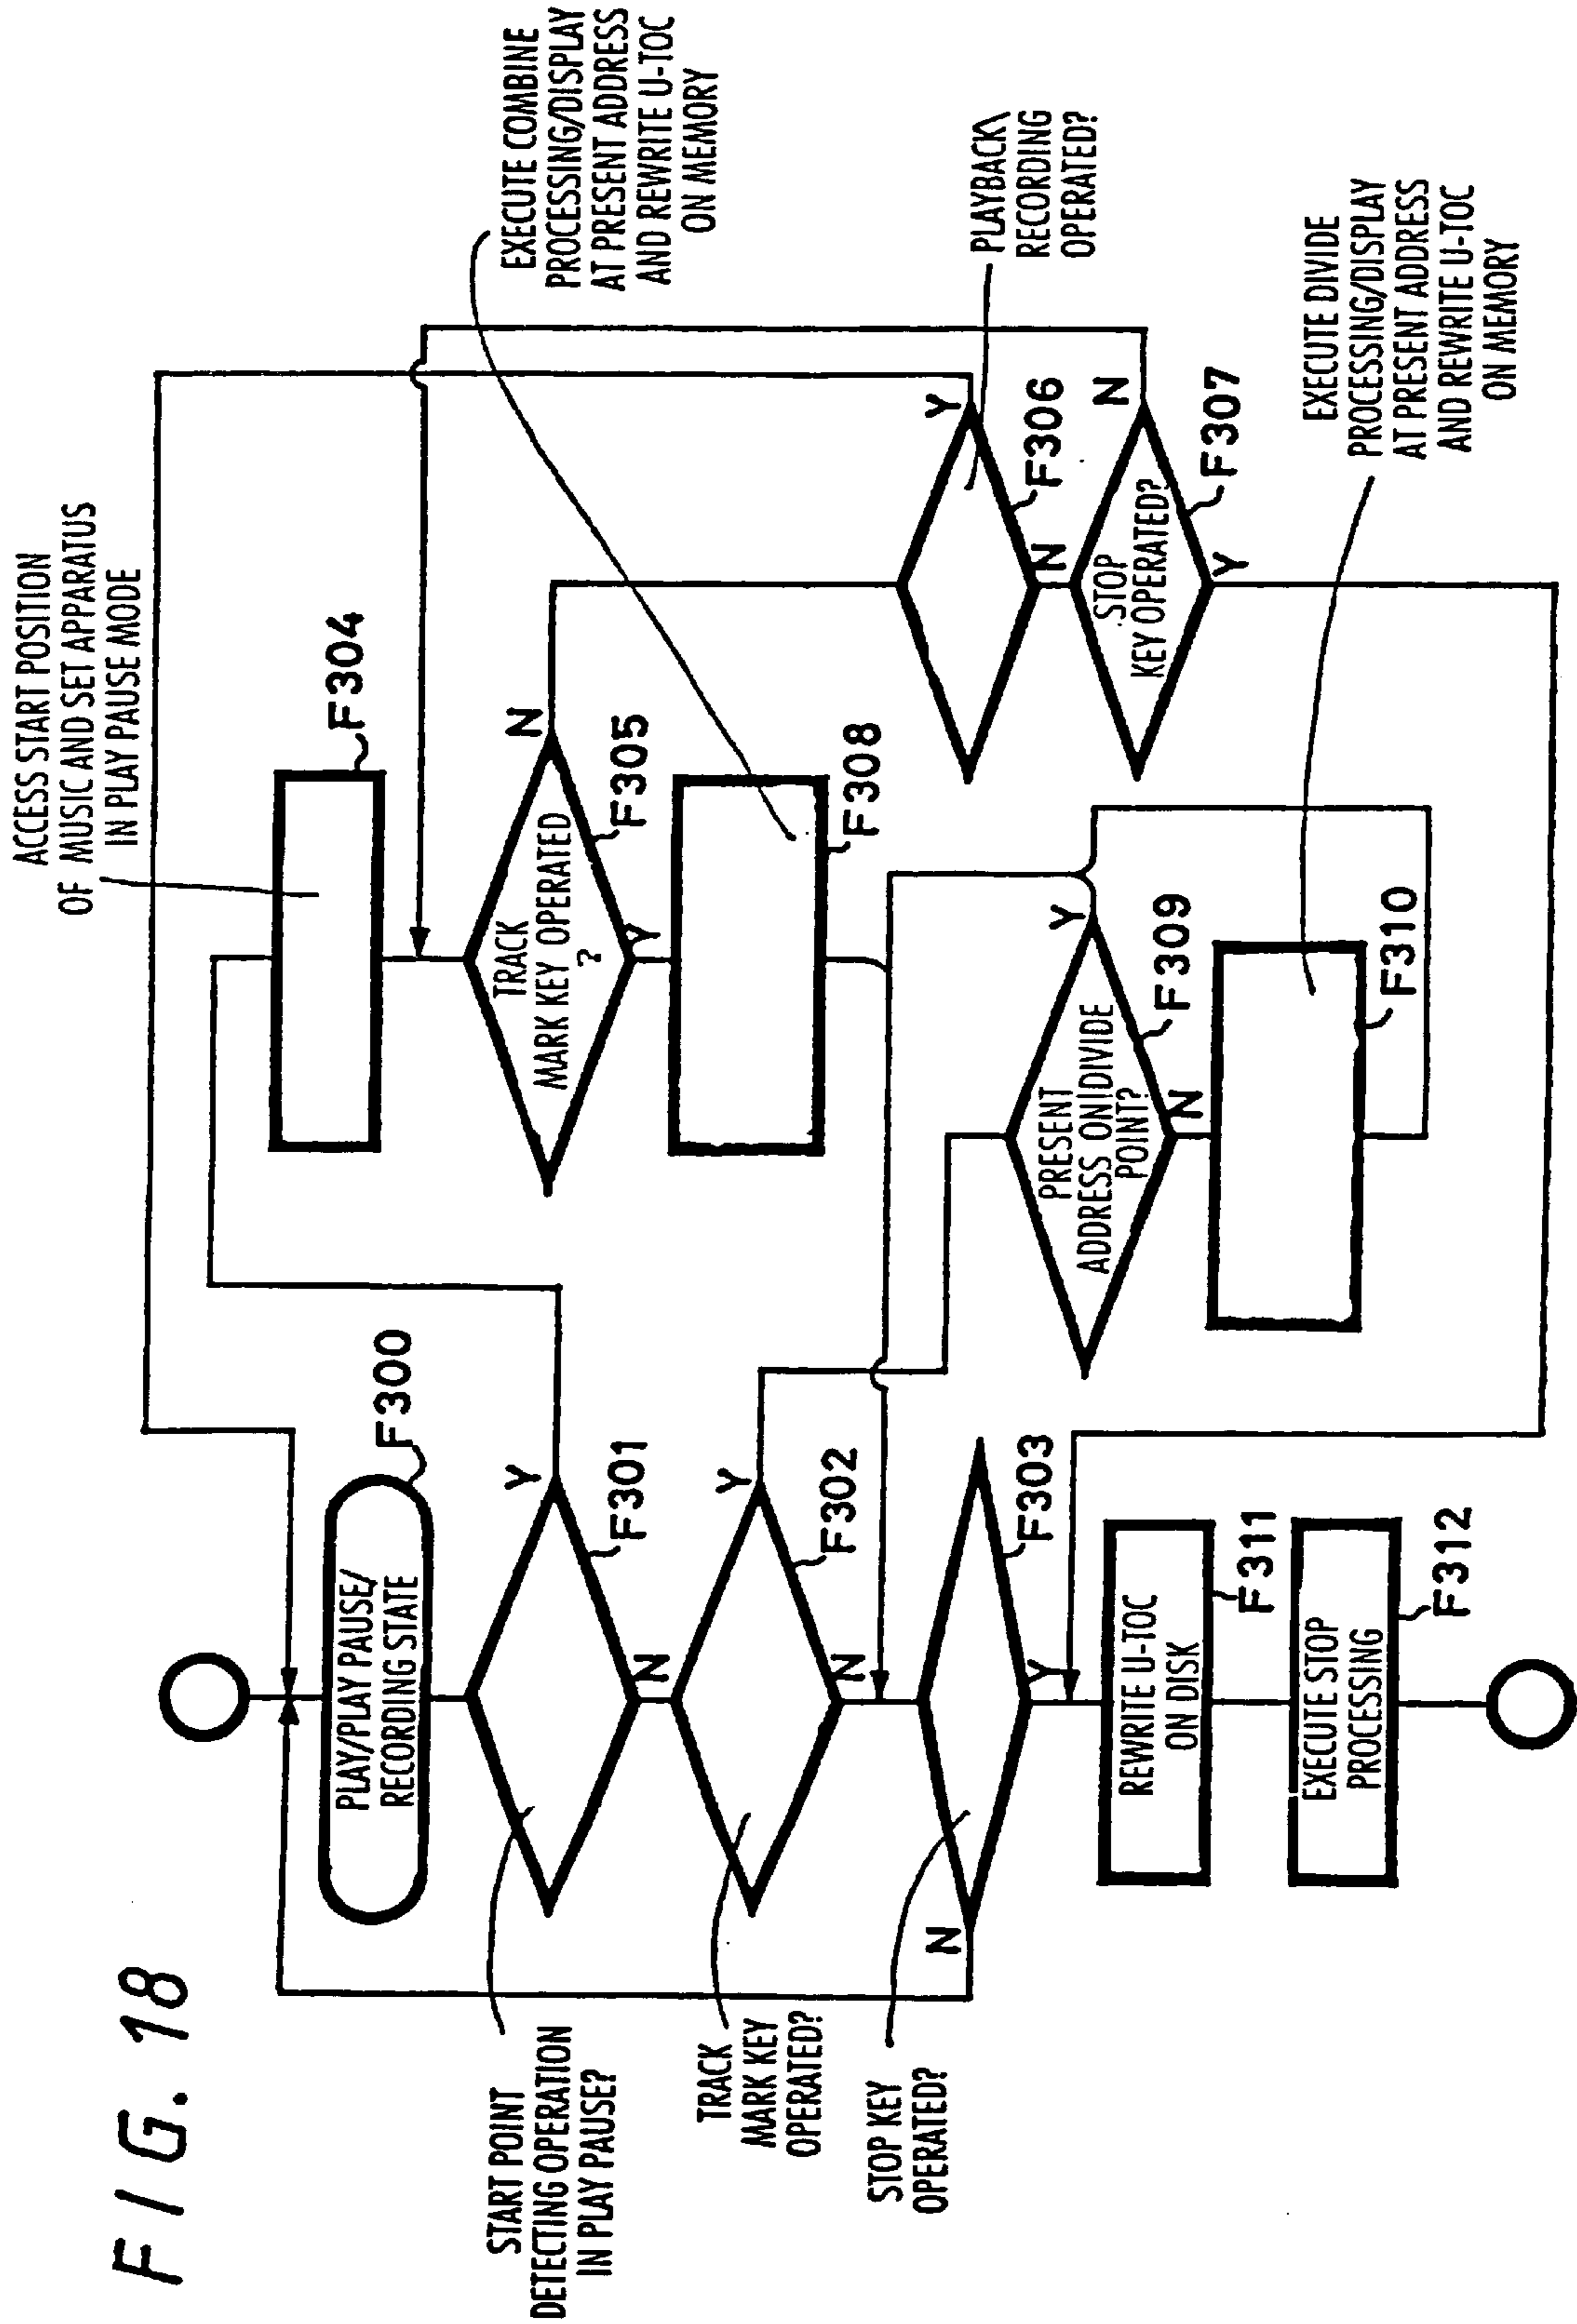 FIG. 18
PLAY/PLAY PAUSE/
RECORDING STATE
F300
START POINT
DETECTING OPERATION
IN PLAY PAUSE?
Y
F301
N
TRACK
MARK KEY
OPERATED?
Y
F302
N
STOP KEY
OPERATED?
N
F303
Y
REWRITE U-TOC
ON DISK
F311
EXECUTE STOP
PROCESSING
F312
ACCESS START POSITION
OF MUSIC AND SET APPARATUS
IN PLAY PAUSE MODE
F304
TRACK
MARK KEY OPERATED
?
N
F305
Y
F308
EXECUTE COMBINE
PROCESSING/DISPLAY
AT PRESENT ADDRESS
AND REWRITE U-TOC
ON MEMORY
PRESENT
ADDRESS ON DIVIDE
POINT?
Y
F309
N
F310
EXECUTE DIVIDE
PROCESSING/DISPLAY
AT PRESENT ADDRESS
AND REWRITE U-TOC
ON MEMORY
PLAYBACK\
RECORDING
OPERATED?
Y
F306
N
STOP
KEY OPERATED?
N
F307
Y